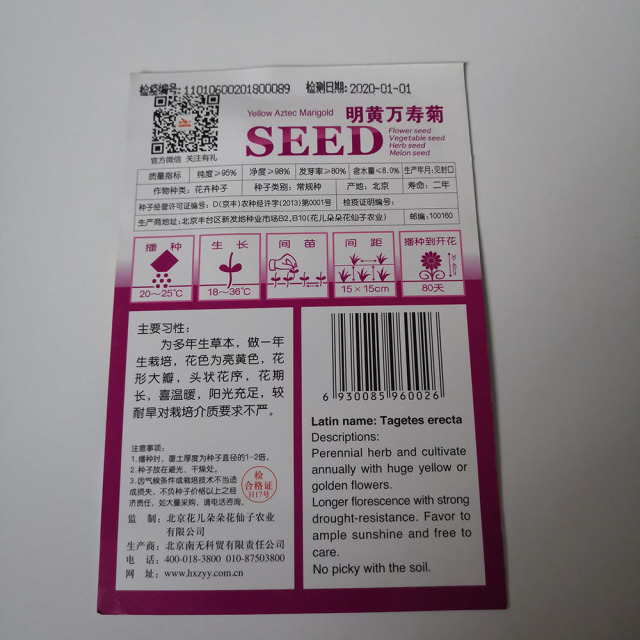 检疫编号:11010600201800089 检测日期:2020-01-01
Yellow Aztec Marigold 明黄万寿菊
SEED
Flower seed
Vegetable seed
Herb seed
Melon seed
官方微信 关注有礼
质量指标 纯度≥95% 净度≥98% 发芽率≥80% 含水量≤8.0% 生产年月:见封口
作物种类:花卉种子 种子类别:常规种 产地:北京 寿命:二年
种子经营许可证编号:D(京丰)农种经许字(2013)第0001号 检疫证明编号:
生产商地址:北京丰台区新发地种业市场B2,B10(花儿朵朵花仙子农业) 邮编:100160
播种 生长 间苗 间距 播种到开花
30-40cm
20~25℃ 18~36℃ 15×15cm 80天
主要习性:
为多年生草本,做一年
生栽培,花色为亮黄色,花
形大瓣,头状花序,花期
长,喜温暖,阳光充足,较
耐旱对栽培介质要求不严。
注意事项:
1.播种时,覆土厚度为种子直径的1-2倍。
2.种子放在避光、干燥处。
3.因气候条件或栽培技术不当造
成损失,不负种子价格以上之经
济责任,如大量采购,请电话咨询。
检
合格证
H17号
监制:北京花儿朵朵花仙子农业
有限公司
生产商:北京南无科贸有限责任公司
电话:400-018-3800 010-87503800
网址:www.hxzyy.com.cn
6 930085 960026
Latin name: Tagetes erecta
Descriptions:
Perennial herb and cultivate
annually with huge yellow or
golden flowers.
Longer florescence with strong
drought-resistance. Favor to
ample sunshine and free to
care.
No picky with the soil.